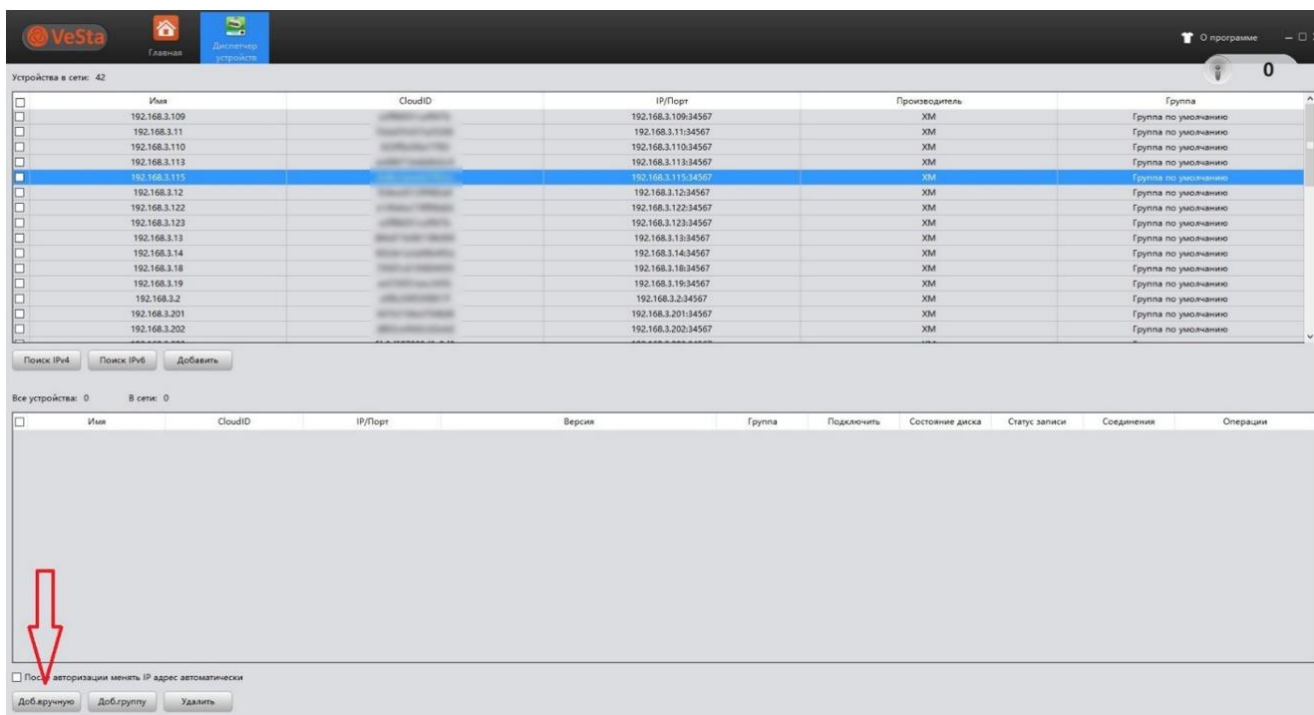 VeSta
Главная
Диспетчер устройств
О программе
0
Устройства в сети: 42
Имя CloudID IP/Порт Производитель Группа
192.168.3.109 192.168.3.109:34567 XM Группа по умолчанию
192.168.3.11 192.168.3.11:34567 XM Группа по умолчанию
192.168.3.110 192.168.3.110:34567 XM Группа по умолчанию
192.168.3.113 192.168.3.113:34567 XM Группа по умолчанию
192.168.3.115 192.168.3.115:34567 XM Группа по умолчанию
192.168.3.12 192.168.3.12:34567 XM Группа по умолчанию
192.168.3.122 192.168.3.122:34567 XM Группа по умолчанию
192.168.3.123 192.168.3.123:34567 XM Группа по умолчанию
192.168.3.13 192.168.3.13:34567 XM Группа по умолчанию
192.168.3.14 192.168.3.14:34567 XM Группа по умолчанию
192.168.3.18 192.168.3.18:34567 XM Группа по умолчанию
192.168.3.19 192.168.3.19:34567 XM Группа по умолчанию
192.168.3.2 192.168.3.2:34567 XM Группа по умолчанию
192.168.3.201 192.168.3.201:34567 XM Группа по умолчанию
192.168.3.202 192.168.3.202:34567 XM Группа по умолчанию
Поиск IPv4 Поиск IPv6 Добавить
Все устройства: 0 В сети: 0
Имя CloudID IP/Порт Версия Группа Подключить Состояние диска Статус записи Соединения Операции
После авторизации менять IP адрес автоматически
Доб.вручную Доб.группу Удалить